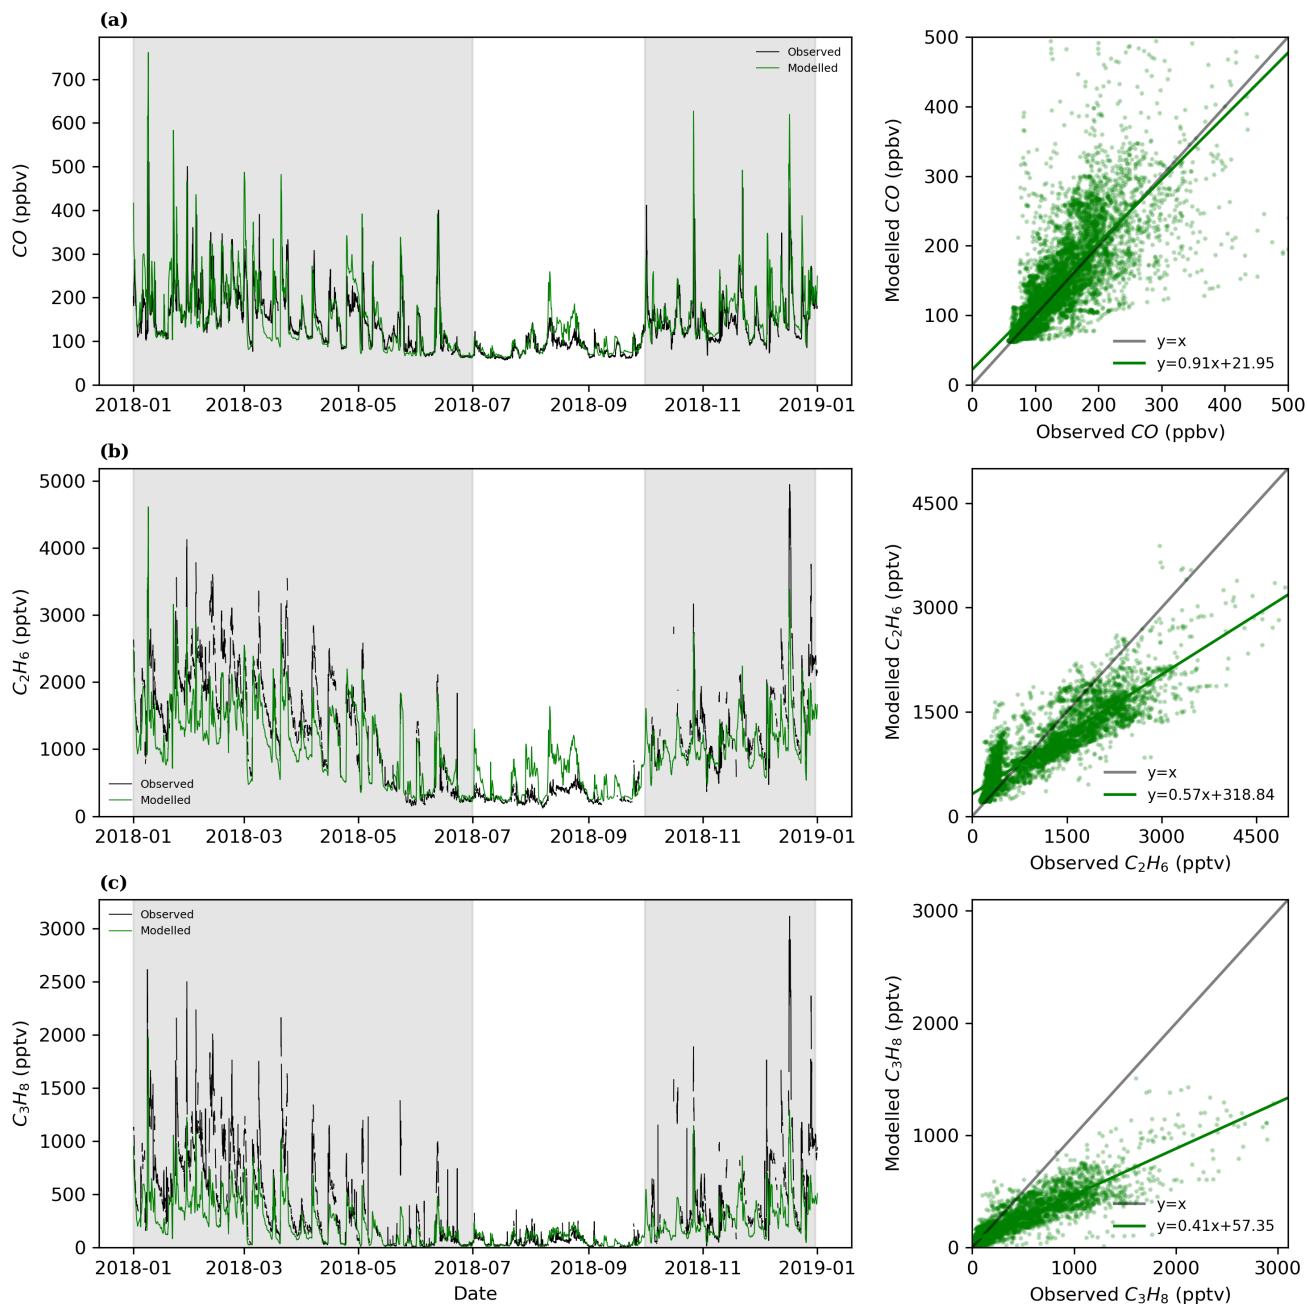 (a)
CO (ppbv)
700
600
500
400
300
200
100
0
Observed
Modelled
2018-01 2018-03 2018-05 2018-07 2018-09 2018-11 2019-01
Modelled CO (ppbv)
500
400
300
200
100
0
y=x
y=0.91x+21.95
0 100 200 300 400 500
Observed CO (ppbv)
(b)
C2H6 (pptv)
5000
4000
3000
2000
1000
0
Observed
Modelled
2018-01 2018-03 2018-05 2018-07 2018-09 2018-11 2019-01
Modelled C2H6 (pptv)
4500
3000
1500
0
y=x
y=0.57x+318.84
0 1500 3000 4500
Observed C2H6 (pptv)
(c)
C3H8 (pptv)
3000
2500
2000
1500
1000
500
0
Observed
Modelled
2018-01 2018-03 2018-05 2018-07 2018-09 2018-11 2019-01
Date
Modelled C3H8 (pptv)
3000
2000
1000
0
y=x
y=0.41x+57.35
0 1000 2000 3000
Observed C3H8 (pptv)